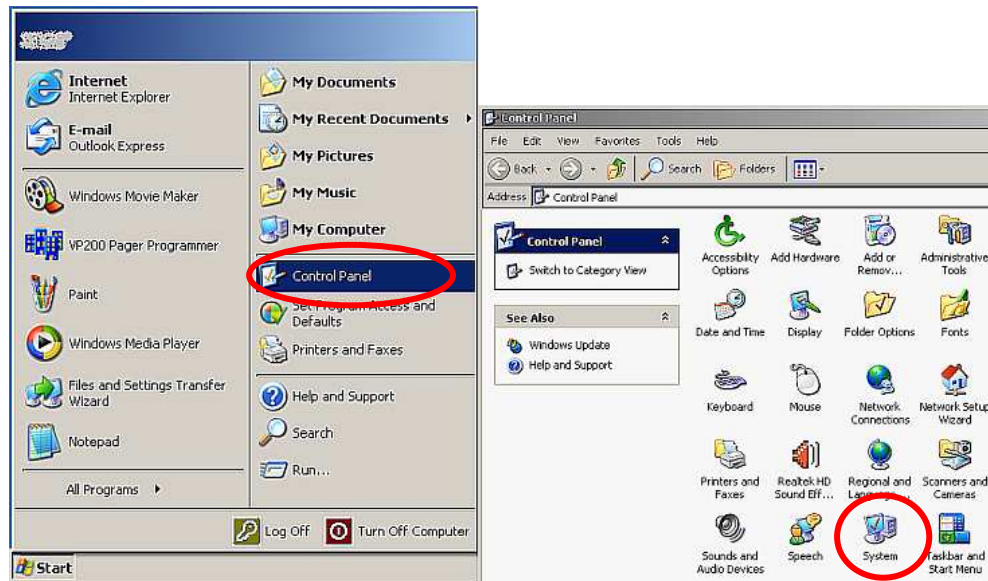 Internet
Internet Explorer
E-mail
Outlook Express
Windows Movie Maker
VP200 Pager Programmer
Paint
Windows Media Player
Files and Settings Transfer
Wizard
Notepad
All Programs
My Documents
My Recent Documents
My Pictures
My Music
My Computer
Control Panel
Set Program Access and
Defaults
Printers and Faxes
Help and Support
Search
Run...
Log Off
Turn Off Computer
Start
Control Panel
File Edit View Favorites Tools Help
Back Search Folders
Address Control Panel
Control Panel
Switch to Category View
See Also
Windows Update
Help and Support
Accessibility
Options
Add Hardware
Add or
Remov...
Administrative
Tools
Date and Time
Display
Folder Options
Fonts
Keyboard
Mouse
Network
Connections
Network Setup
Wizard
Printers and
Faxes
Realtek HD
Sound Eff...
Regional and
Language ...
Scanners and
Cameras
Sounds and
Audio Devices
Speech
System
Taskbar and
Start Menu